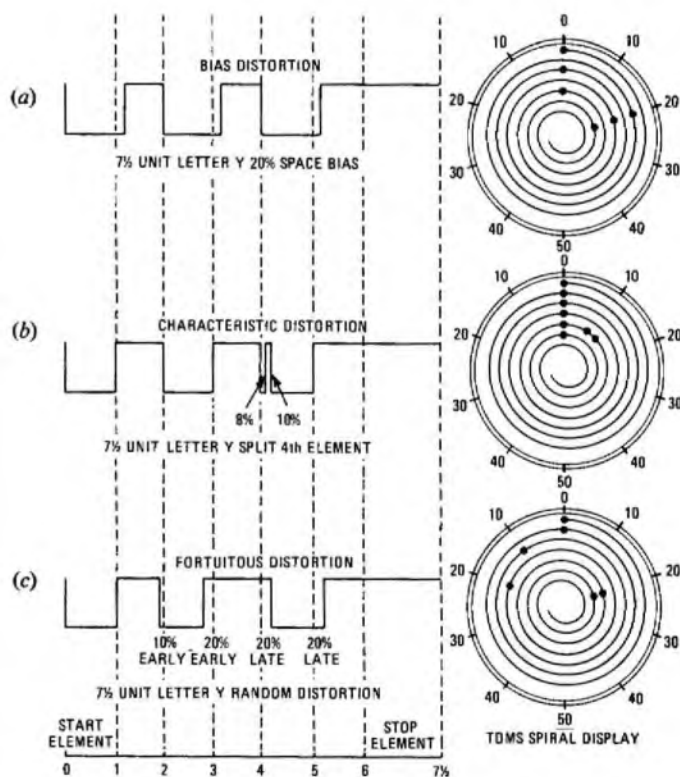 (a)
BIAS DISTORTION
7½ UNIT LETTER Y 20% SPACE BIAS
0
10 10
20 20
30 30
40 40
50
(b)
CHARACTERISTIC DISTORTION
8% 10%
7½ UNIT LETTER Y SPLIT 4th ELEMENT
0
10 10
20 20
30 30
40 40
50
(c)
FORTUITOUS DISTORTION
10% 20% 20% 20%
EARLY EARLY LATE LATE
7½ UNIT LETTER Y RANDOM DISTORTION
0
10 10
20 20
30 30
40 40
50
START STOP
ELEMENT ELEMENT
0 1 2 3 4 5 6 7½
TDMS SPIRAL DISPLAY